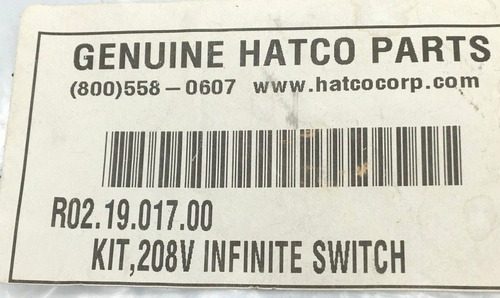 GENUINE HATCO PARTS
(800)558-0607 www.hatcocorp.com
R02.19.017.00
KIT,208V INFINITE SWITCH